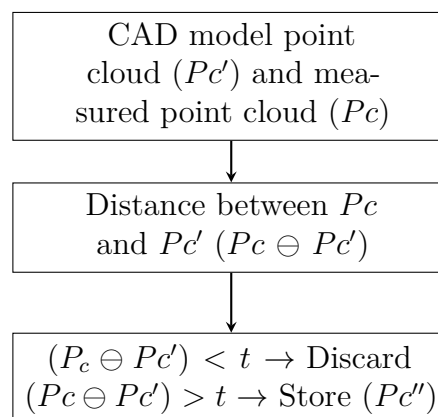 CAD model point
cloud (Pc′) and mea-
sured point cloud (Pc)
Distance between Pc
and Pc′ (Pc ⊖ Pc′)
(P_c ⊖ Pc′) < t → Discard
(Pc ⊖ Pc′) > t → Store (Pc′′)